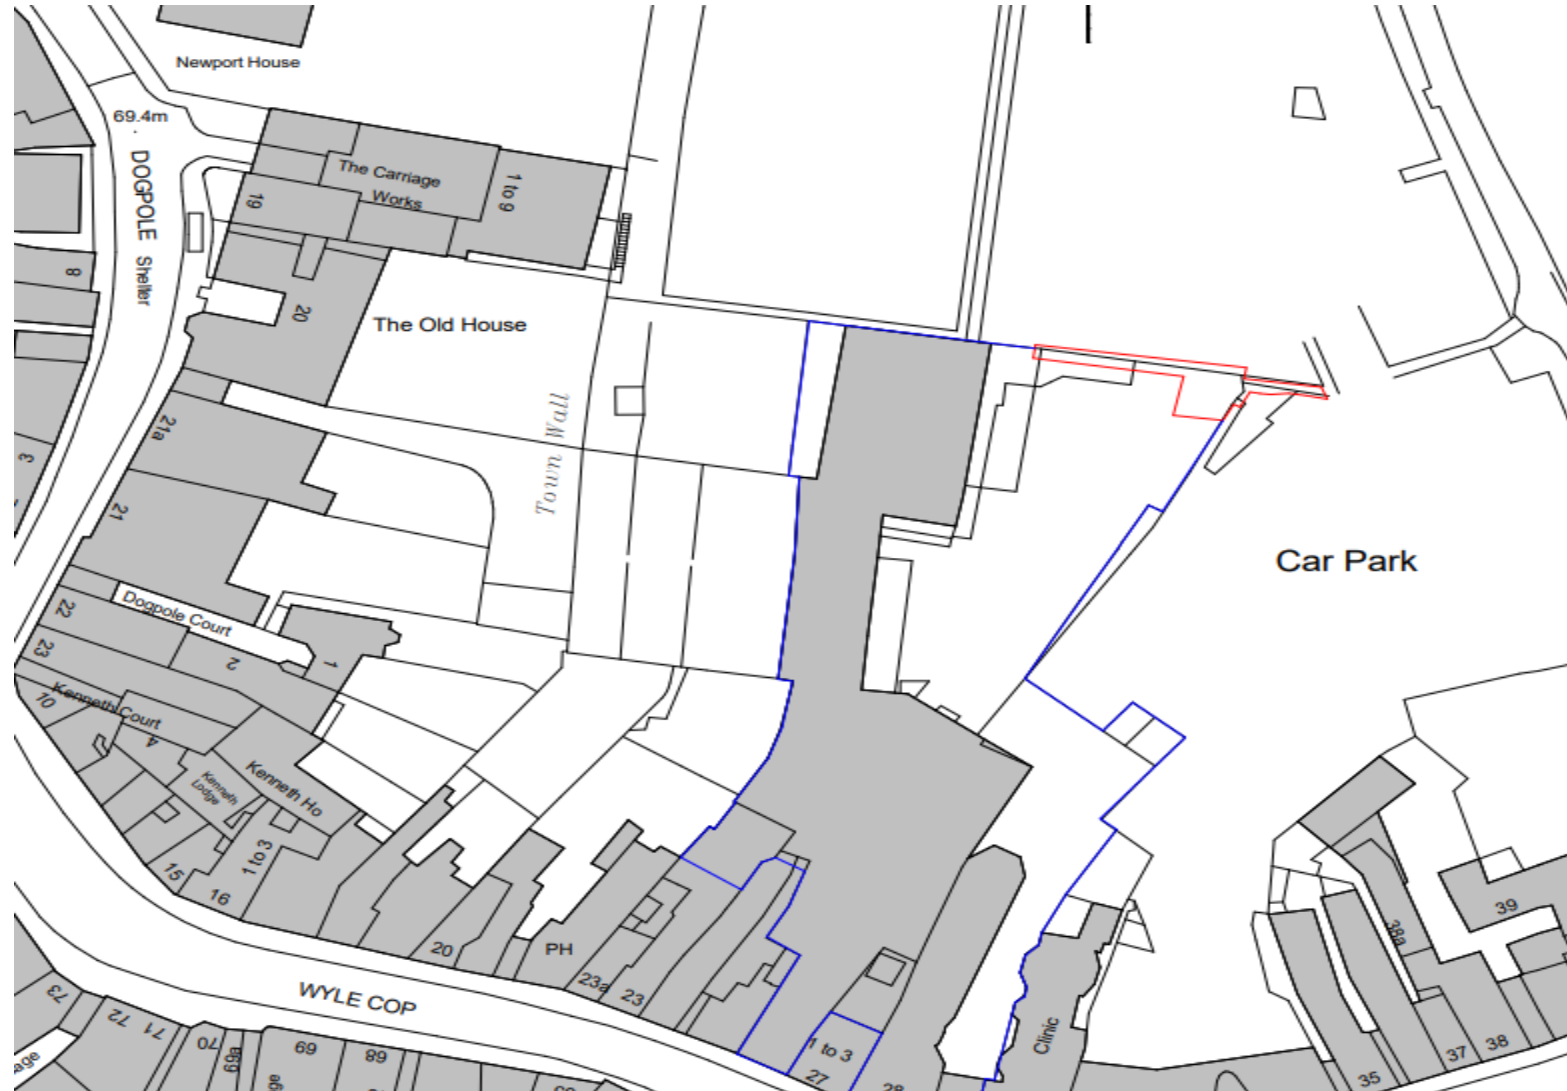 Newport House
69.4m
DOGPOLE
Shelter
The Carriage
Works
1 to 9
19
8
20
The Old House
Town Wall
21a
3
21
Car Park
Dogpole Court
22
23
2
1
10
Kenneth Court
4
Kenneth
Lodge
Kenneth Ho
1 to 3
15
16
20
PH
23a
23
WYLE COP
39
38a
Clinic
1 to 3
27
28
37
38
35
73
72
71
70
69a
69
68